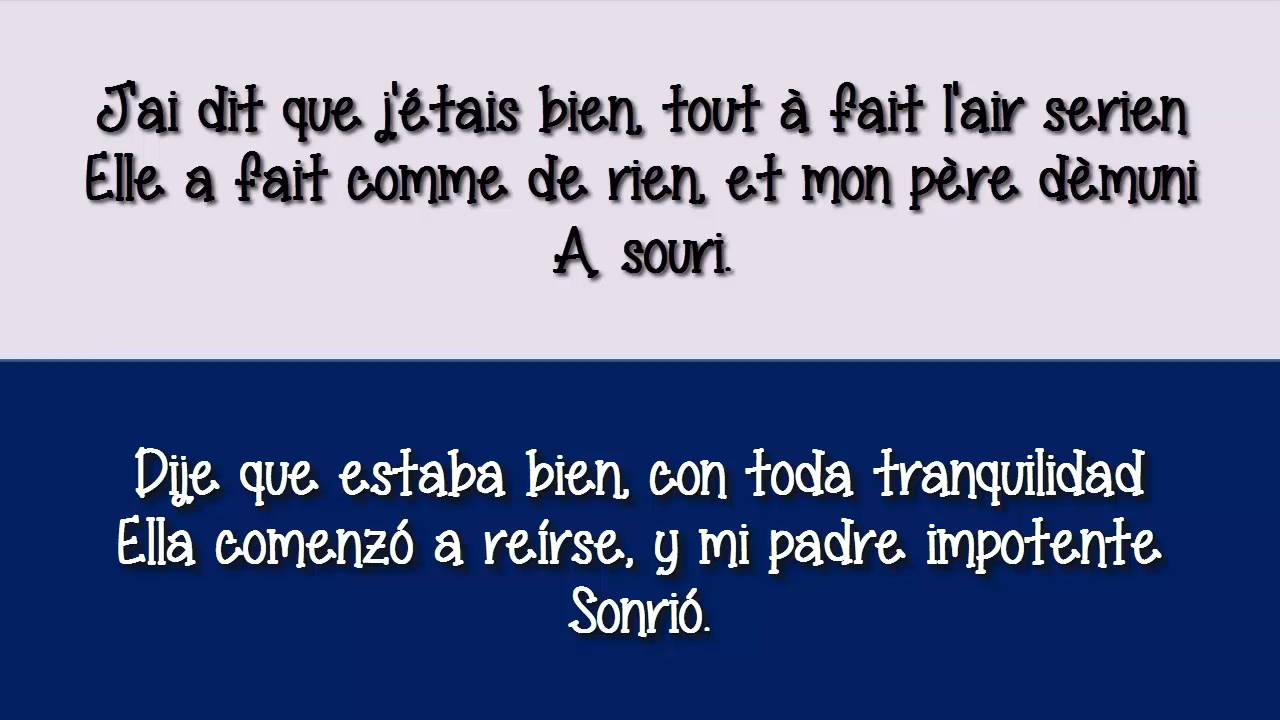 J'ai dit que j'étais bien, tout à fait l'air serien
Elle a fait comme de rien, et mon père dèmuni
A souri.
Dije que estaba bien, con toda tranquilidad
Ella comenzó a reírse, y mi padre impotente
Sonrió.